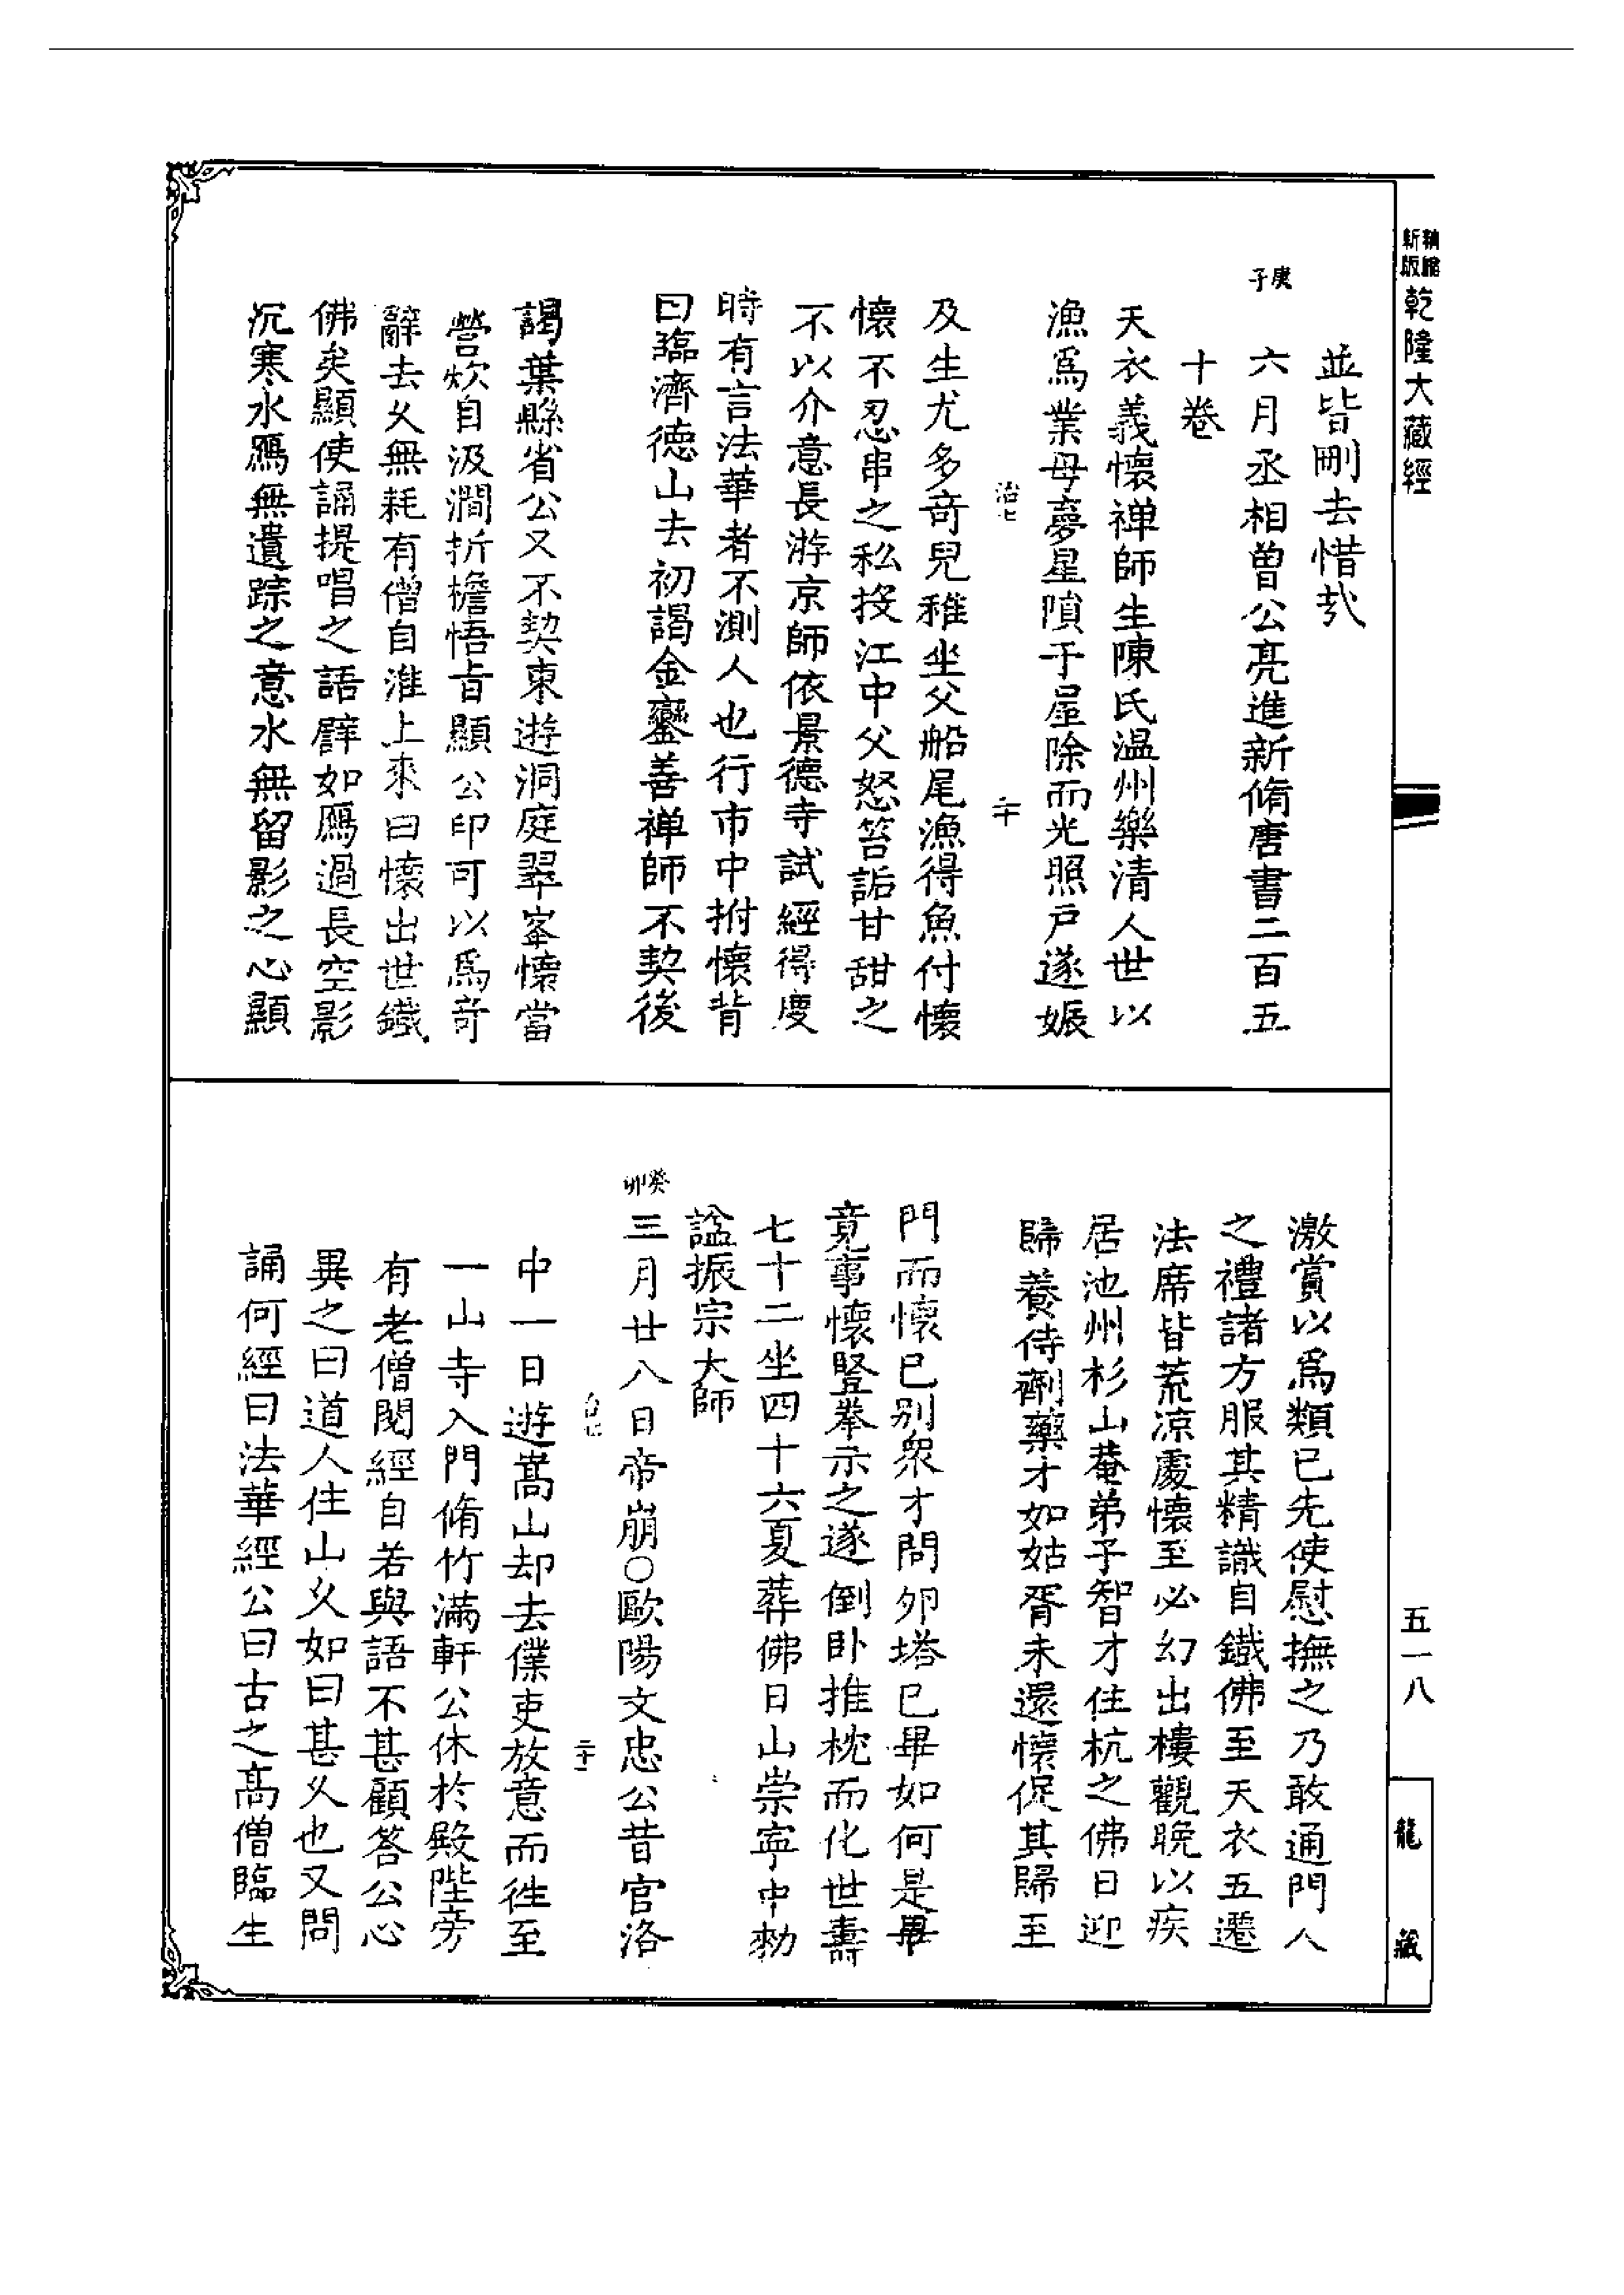 精縮
新版
乾隆大藏經
並皆刪去惜哉
庚子
六月丞相曾公亮進新脩唐書二百五
十卷
天衣義懷禅師生陳氏温州樂清人世以
漁爲業母夢星隕于屋除而光照戶遂娠
治七
二十
及生尤多奇兒稚坐父船尾漁得魚付懷
懷不忍串之私投江中父怒笞詬甘甜之
不以介意長游京師依景德寺試經得度
時有言法華者不測人也行市中拊懷背
曰臨濟德山去初謁金鑾善禅師不契後
謁葉縣省公又不契東遊洞庭翠峯懷當
營炊自汲澗折檐悟旨顯公印可以爲奇
辭去久無耗有僧自淮上來曰懷出世鐵
佛矣顯使誦提唱之語辟如鴈過長空影
沉寒水鴈無遺踪之意水無留影之心顯
激賞以爲類已先使慰撫之乃敢通門人
之禮諸方服其精識自鐵佛至天衣五遷
法席皆荒凉處懷至必幻出樓觀晚以疾
居池州杉山菴弟子智才住杭之佛日迎
歸養侍劑藥才如姑胥未還懷促其歸至
門而懷已别衆才問卵塔已畢如何是畢
竟事懷豎拳示之遂倒卧推枕而化世壽
七十二坐四十六夏葬佛日山崇寧中勑
諡振宗大師
癸卯
三月廿八日帝崩○歐陽文忠公昔官洛
中一日遊嵩山却去僕吏放意而徃至
一山寺入門脩竹滿軒公休於殿陛旁
有老僧閱經自若與語不甚顧答公心
異之曰道人住山久如曰甚久也又問
誦何經曰法華經公曰古之高僧臨生
五一八
龍藏